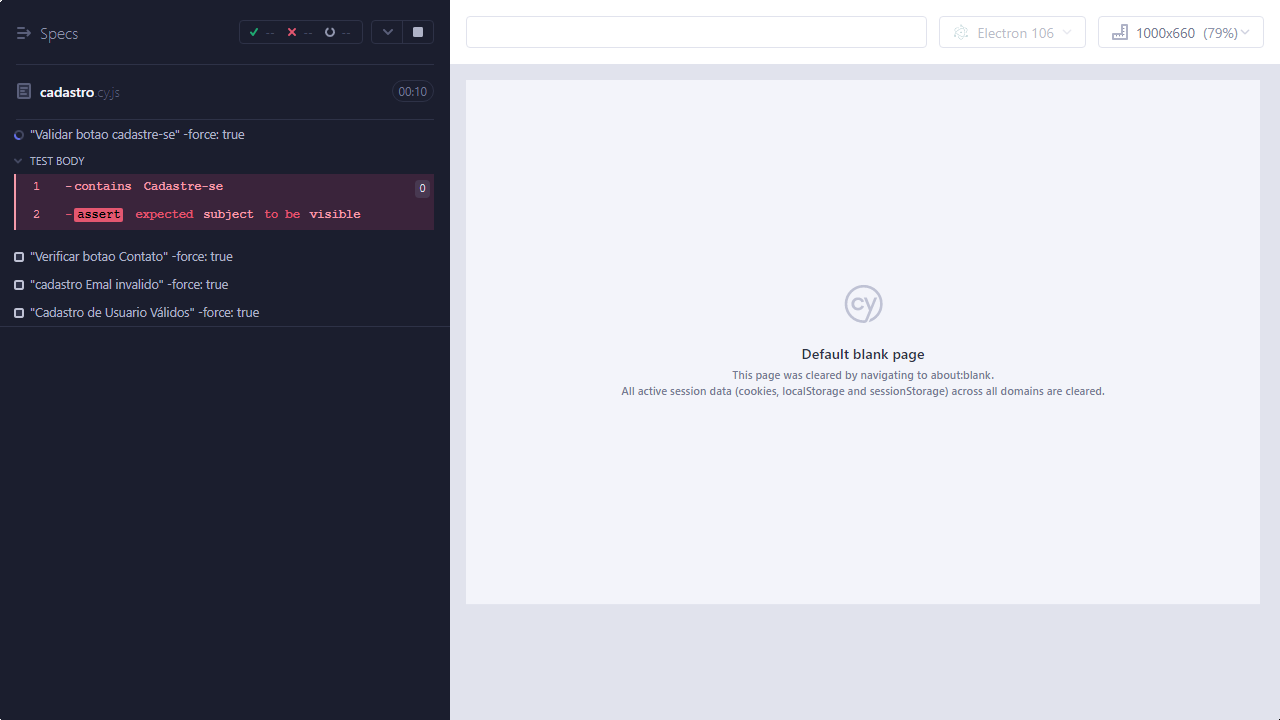 Specs
-- -- --
Electron 106
1000x660 (79%)
cadastro.cy.js
00:10
"Validar botao cadastre-se" -force: true
TEST BODY
1 -contains Cadastre-se 0
2 -assert expected subject to be visible
"Verificar botao Contato" -force: true
"cadastro Emal invalido" -force: true
"Cadastro de Usuario Válidos" -force: true
cy
Default blank page
This page was cleared by navigating to about:blank.
All active session data (cookies, localStorage and sessionStorage) across all domains are cleared.